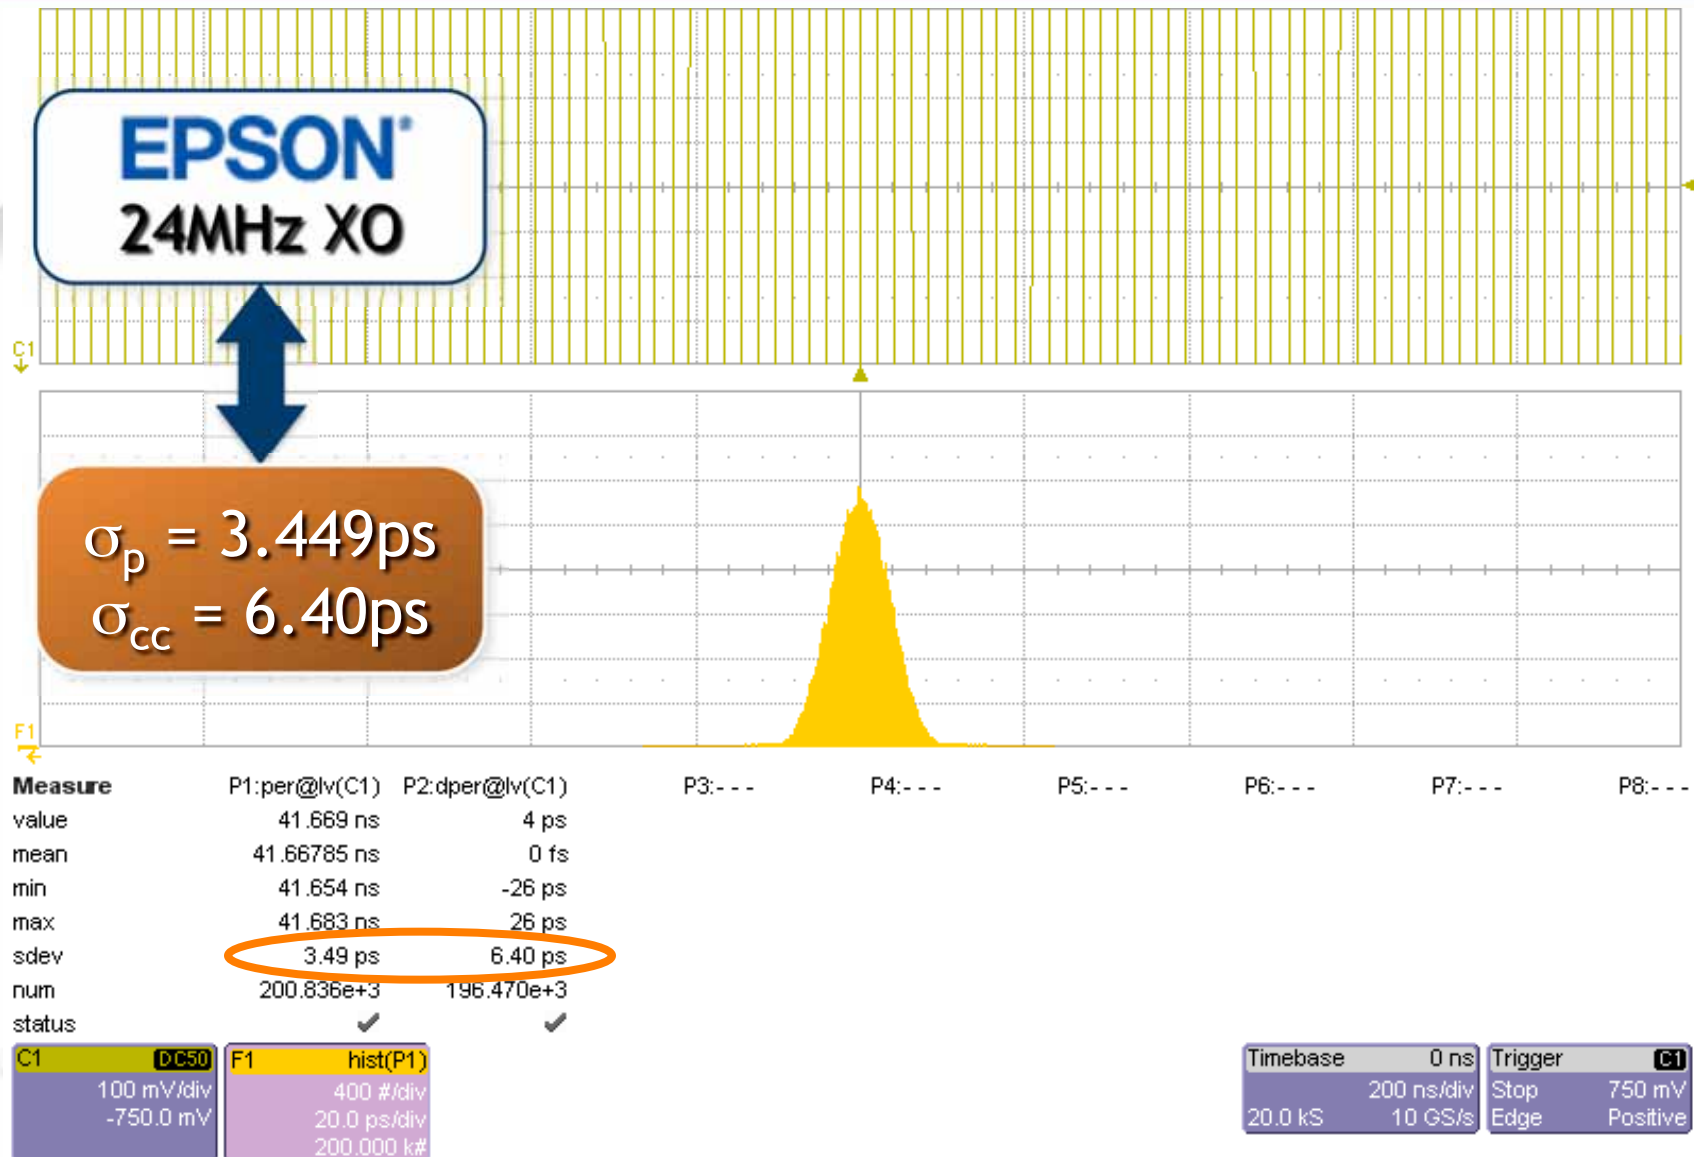 EPSON
24MHz XO
C1
σp = 3.449ps
σcc = 6.40ps
F1
Measure P1:per@lv(C1) P2:dper@lv(C1) P3:- - - P4:- - - P5:- - - P6:- - - P7:- - - P8:- - -
value 41.669 ns 4 ps
mean 41.66785 ns 0 fs
min 41.654 ns -26 ps
max 41.683 ns 26 ps
sdev 3.49 ps 6.40 ps
num 200.836e+3 196.470e+3
status ✓ ✓
C1 DC50 F1 hist(P1) Timebase 0 ns Trigger C1
100 mV/div 400 #/div 200 ns/div Stop 750 mV
-750.0 mV 20.0 ps/div 20.0 kS 10 GS/s Edge Positive
200.000 k#